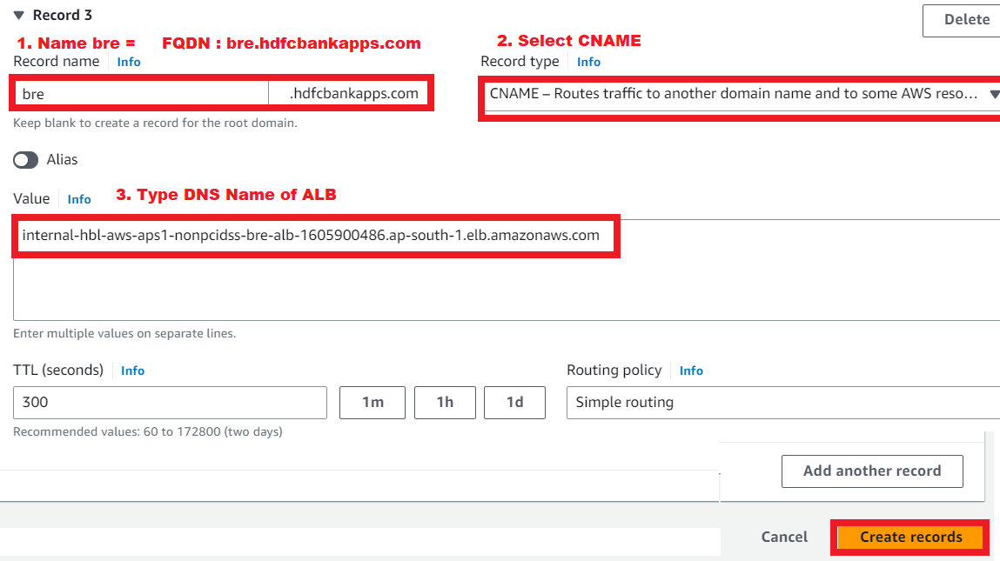 ▼ Record 3
Delete
1. Name bre = FQDN : bre.hdfcbankapps.com
2. Select CNAME
Record name Info
Record type Info
bre .hdfcbankapps.com
CNAME – Routes traffic to another domain name and to some AWS reso... ▼
Keep blank to create a record for the root domain.
Alias
Value Info 3. Type DNS Name of ALB
internal-hbl-aws-aps1-nonpcidss-bre-alb-1605900486.ap-south-1.elb.amazonaws.com
Enter multiple values on separate lines.
TTL (seconds) Info
Routing policy Info
300 1m 1h 1d
Simple routing
Recommended values: 60 to 172800 (two days)
Add another record
Cancel Create records